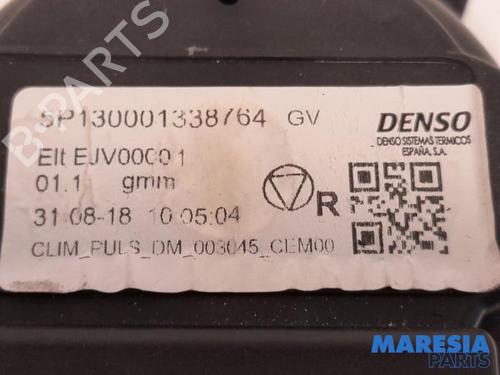 B-PARTS
SP130001338764 GV
DENSO
DENSO SISTEMAS TERMICOS
ESPAÑA, S.A.
Elt EJV00001
01.1 gmm
R
31-08-18 10:05:04
CLIM_PULS_DM_003045_CEM00
MARESIA
Parts